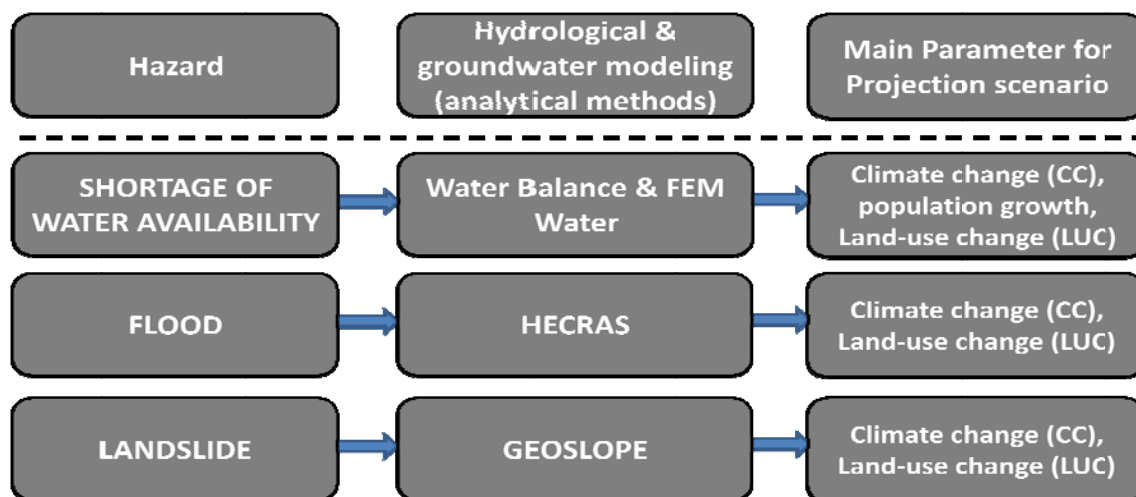 Hazard
Hydrological &
groundwater modeling
(analytical methods)
Main Parameter for
Projection scenario
SHORTAGE OF
WATER AVAILABILITY
Water Balance & FEM
Water
Climate change (CC),
population growth,
Land-use change (LUC)
FLOOD
HECRAS
Climate change (CC),
Land-use change (LUC)
LANDSLIDE
GEOSLOPE
Climate change (CC),
Land-use change (LUC)